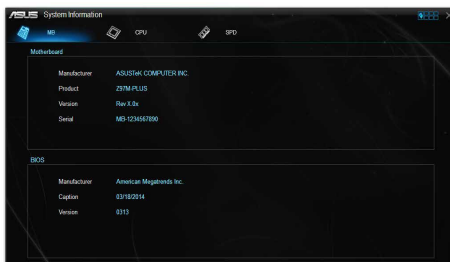 ASUS System Information
MB CPU SPD
Motherboard
Manufacturer ASUSTeK COMPUTER INC.
Product Z97M-PLUS
Version Rev X.0x
Serial MB-1234567890
BIOS
Manufacturer American Megatrends Inc.
Caption 03/18/2014
Version 0313